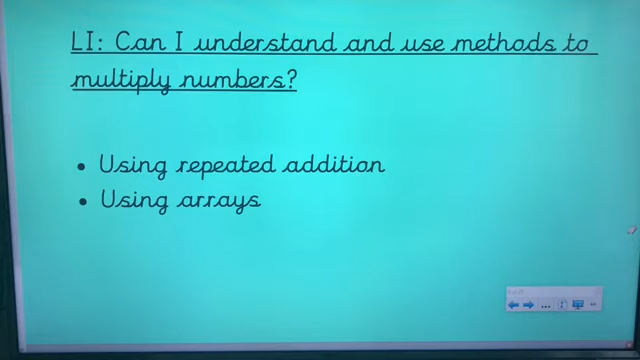 LI: Can I understand and use methods to
multiply numbers?
• Using repeated addition
• Using arrays